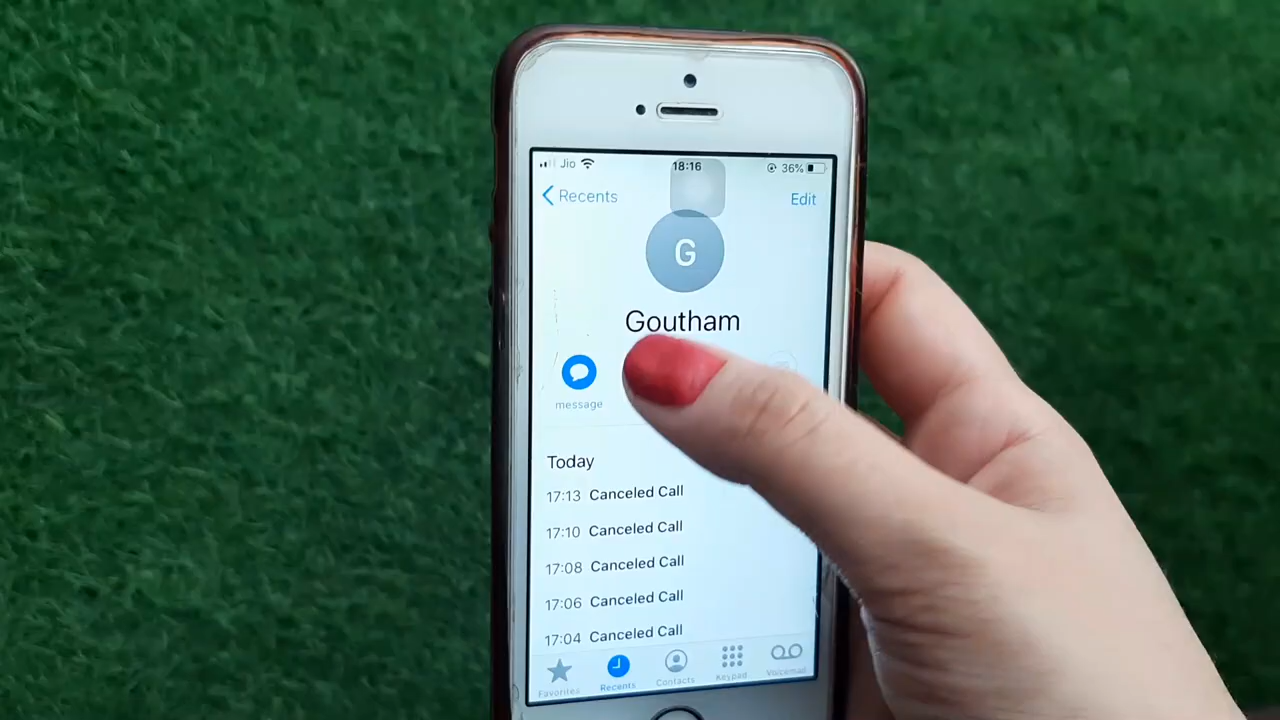 Jio 18:16 36%
Recents Edit
G
Goutham
message
Today
17:13 Canceled Call
17:10 Canceled Call
17:08 Canceled Call
17:06 Canceled Call
17:04 Canceled Call
Favorites Recents Contacts Keypad Voicemail